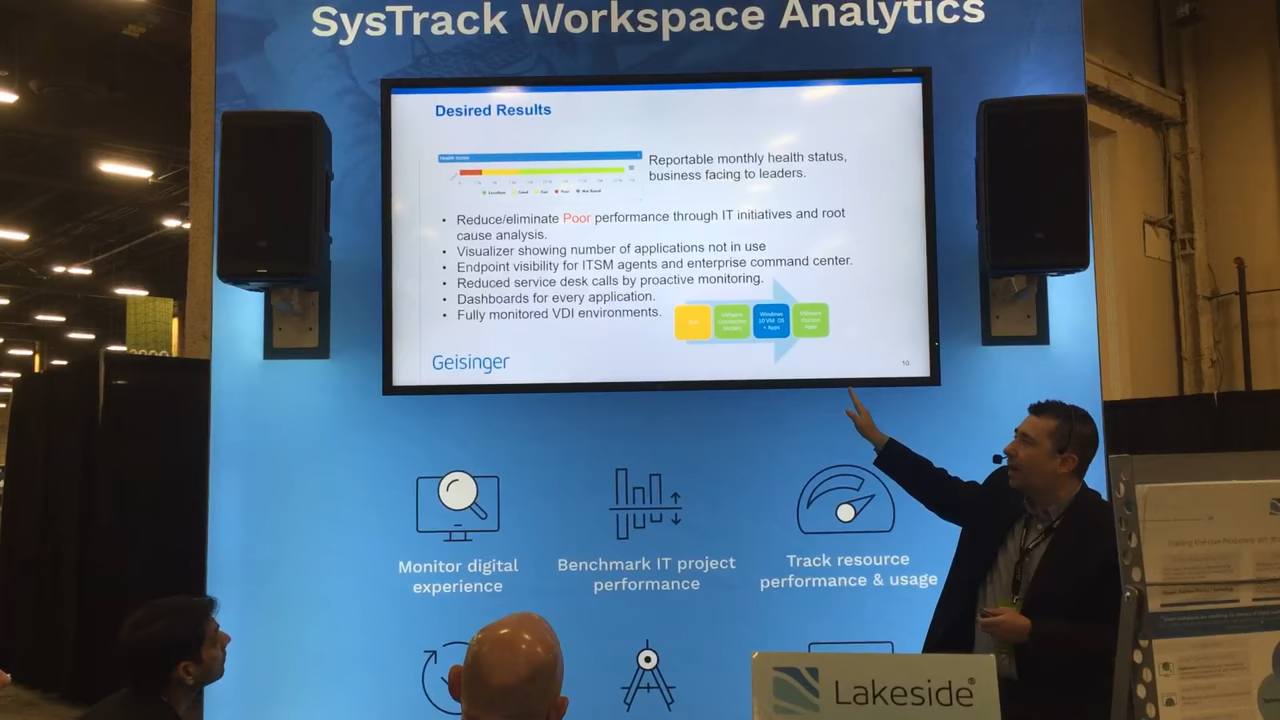 SysTrack Workspace Analytics
Desired Results
Reportable monthly health status,
business facing to leaders.
• Reduce/eliminate Poor performance through IT initiatives and root
cause analysis.
• Visualizer showing number of applications not in use
• Endpoint visibility for ITSM agents and enterprise command center.
• Reduced service desk calls by proactive monitoring.
• Dashboards for every application.
• Fully monitored VDI environments.
Windows
10 VM OS
+ Apps
Geisinger
10
Monitor digital
experience
Benchmark IT project
performance
Track resource
performance & usage
Lakeside®